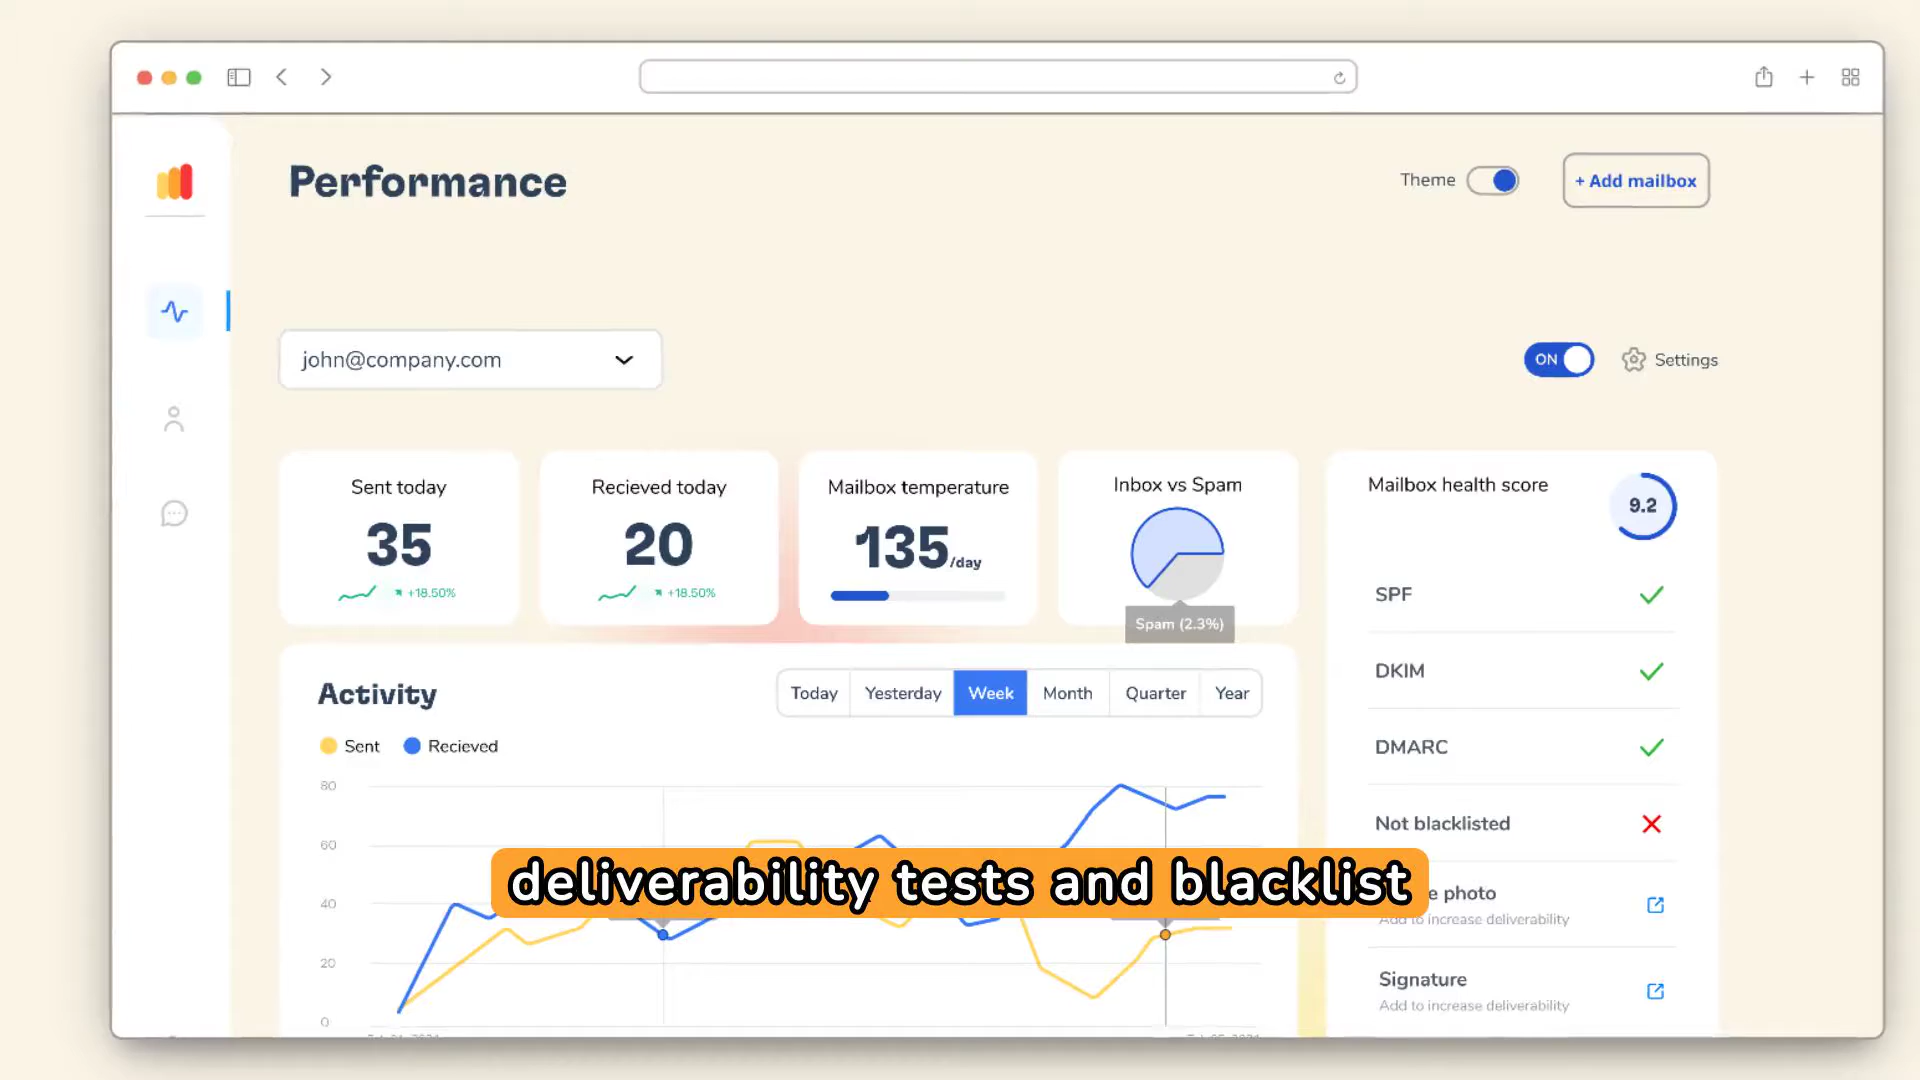 Performance
Theme
+ Add mailbox
john@company.com
ON
Settings
Sent today
35
+18.50%
Recieved today
20
+18.50%
Mailbox temperature
135/day
Inbox vs Spam
Spam (2.3%)
Mailbox health score
9.2
SPF
DKIM
DMARC
Not blacklisted
photo
Add to increase deliverability
Signature
Add to increase deliverability
Activity
Today Yesterday Week Month Quarter Year
Sent Recieved
80
60
40
20
0
deliverability tests and blacklist